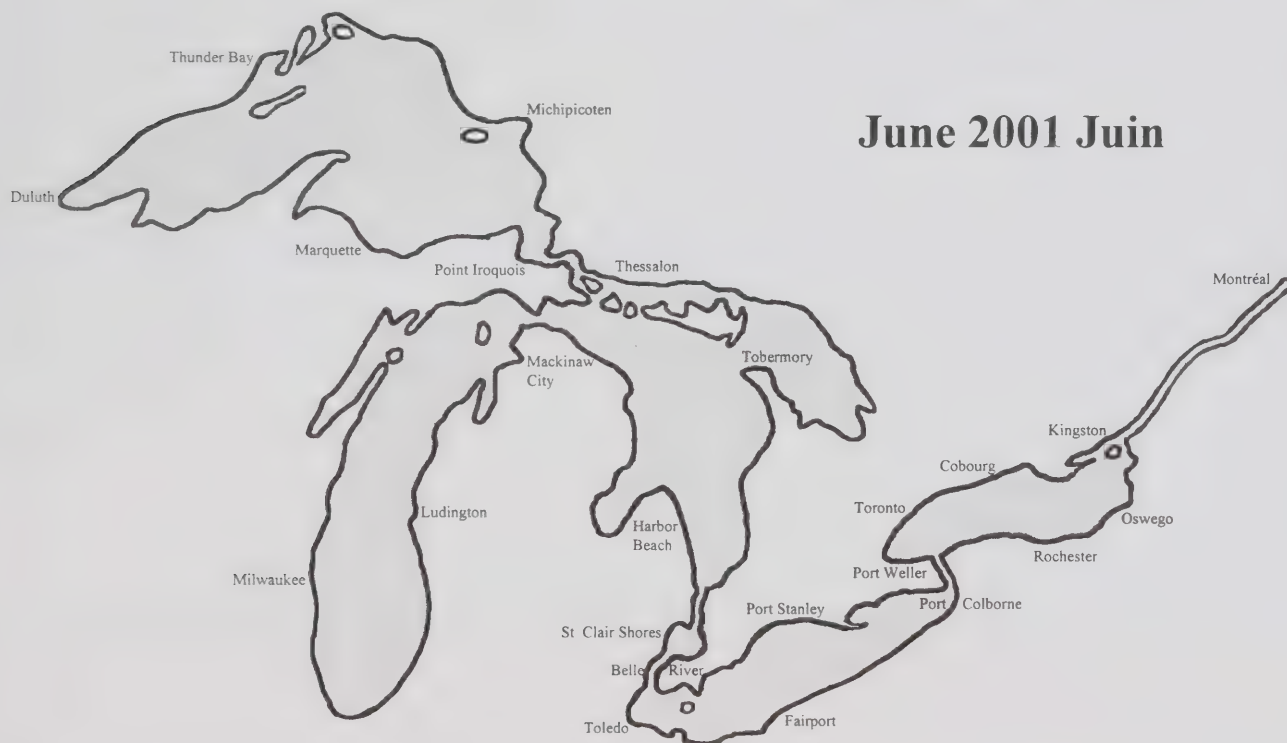 Thunder Bay
Michipicoten
June 2001 Juin
Duluth
Marquette
Point Iroquois
Thessalon
Montréal
Mackinaw
City
Tobermory
Kingston
Cobourg
Ludington
Toronto
Oswego
Harbor
Beach
Rochester
Milwaukee
Port Weller
Port Stanley
Port Colborne
St Clair Shores
Belle River
Toledo
Fairport